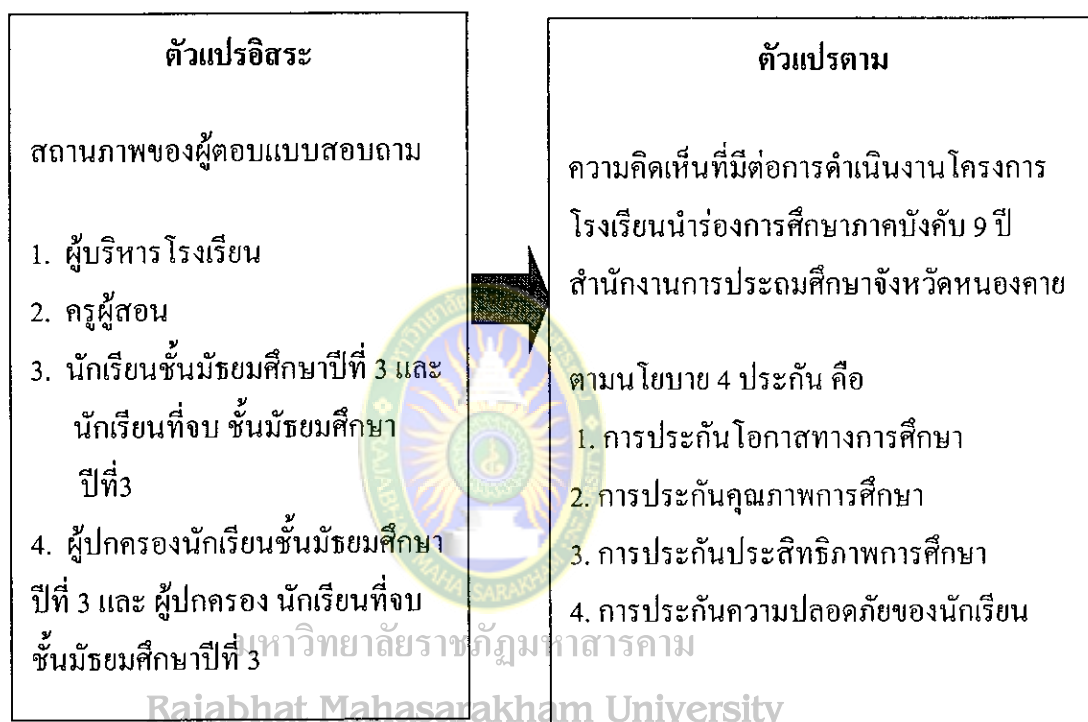 ตัวแปรอิสระ
สถานภาพของผู้ตอบแบบสอบถาม
1. ผู้บริหารโรงเรียน
2. ครูผู้สอน
3. นักเรียนชั้นมัธยมศึกษาปีที่ 3 และ
นักเรียนที่จบ ชั้นมัธยมศึกษา
ปีที่3
4. ผู้ปกครองนักเรียนชั้นมัธยมศึกษา
ปีที่ 3 และ ผู้ปกครอง นักเรียนที่จบ
ชั้นมัธยมศึกษาปีที่ 3
ตัวแปรตาม
ความคิดเห็นที่มีต่อการดำเนินงานโครงการ
โรงเรียนนำร่องการศึกษาภาคบังคับ 9 ปี
สำนักงานการประถมศึกษาจังหวัดหนองคาย
ตามนโยบาย 4 ประกัน คือ
1. การประกันโอกาสทางการศึกษา
2. การประกันคุณภาพการศึกษา
3. การประกันประสิทธิภาพการศึกษา
4. การประกันความปลอดภัยของนักเรียน
มหาวิทยาลัยราชภัฏมหาสารคาม
Rajabhat Mahasarakham University